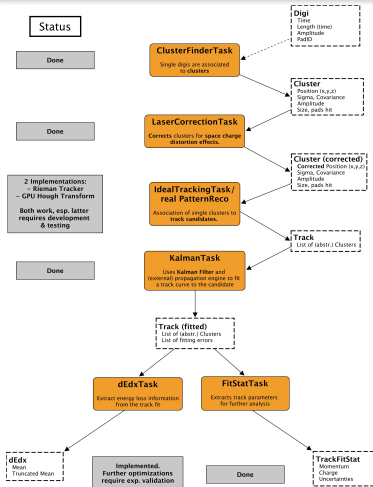 Status
Digi
Time
Length (time)
Amplitude
PadID
Done
ClusterFinderTask
Single digis are associated
to clusters
Cluster
Position (x,y,z)
Sigma, Covariance
Amplitude
Size, pads hit
Done
LaserCorrectionTask
Corrects clusters for space charge
distortion effects.
Cluster (corrected)
Corrected Position (x,y,z)
Sigma, Covariance
Amplitude
Size, pads hit
2 Implementations:
– Rieman Tracker
– GPU Hough Transform
Both work, esp. latter
requires development
& testing
IdealTrackingTask/
real PatternReco
Association of single clusters to
track candidates.
Track
List of (abstr.) Clusters
Done
KalmanTask
Uses Kalman Filter and
(external) propagation engine to fit
a track curve to the candidate
Track (fitted)
List of (abstr.) Clusters
List of fitting errors
dEdxTask
Extract energy loss information
from the track fit
FitStatTask
Extracts track parameters
for further analysis
dEdx
Mean
Truncated Mean
Implemented.
Further optimizations
require exp. validation
Done
TrackFitStat
Momentum
Charge
Uncertainties